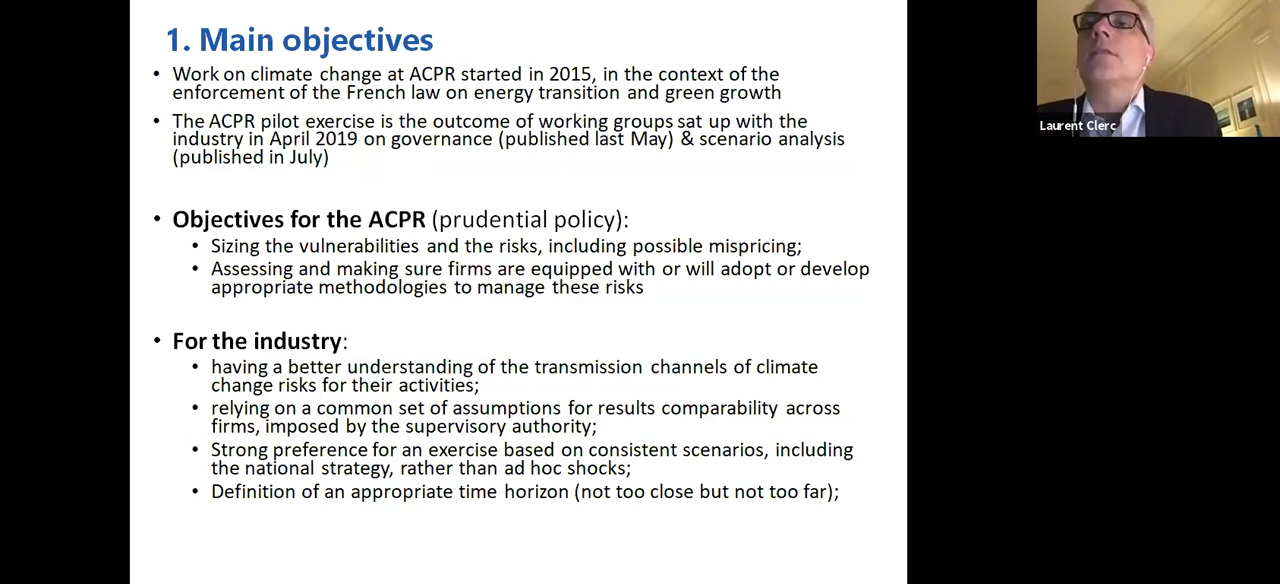 1. Main objectives
• Work on climate change at ACPR started in 2015, in the context of the
enforcement of the French law on energy transition and green growth
• The ACPR pilot exercise is the outcome of working groups sat up with the
industry in April 2019 on governance (published last May) & scenario analysis
(published in July)
• Objectives for the ACPR (prudential policy):
• Sizing the vulnerabilities and the risks, including possible mispricing;
• Assessing and making sure firms are equipped with or will adopt or develop
appropriate methodologies to manage these risks
• For the industry:
• having a better understanding of the transmission channels of climate
change risks for their activities;
• relying on a common set of assumptions for results comparability across
firms, imposed by the supervisory authority;
• Strong preference for an exercise based on consistent scenarios, including
the national strategy, rather than ad hoc shocks;
• Definition of an appropriate time horizon (not too close but not too far);
Laurent Clerc